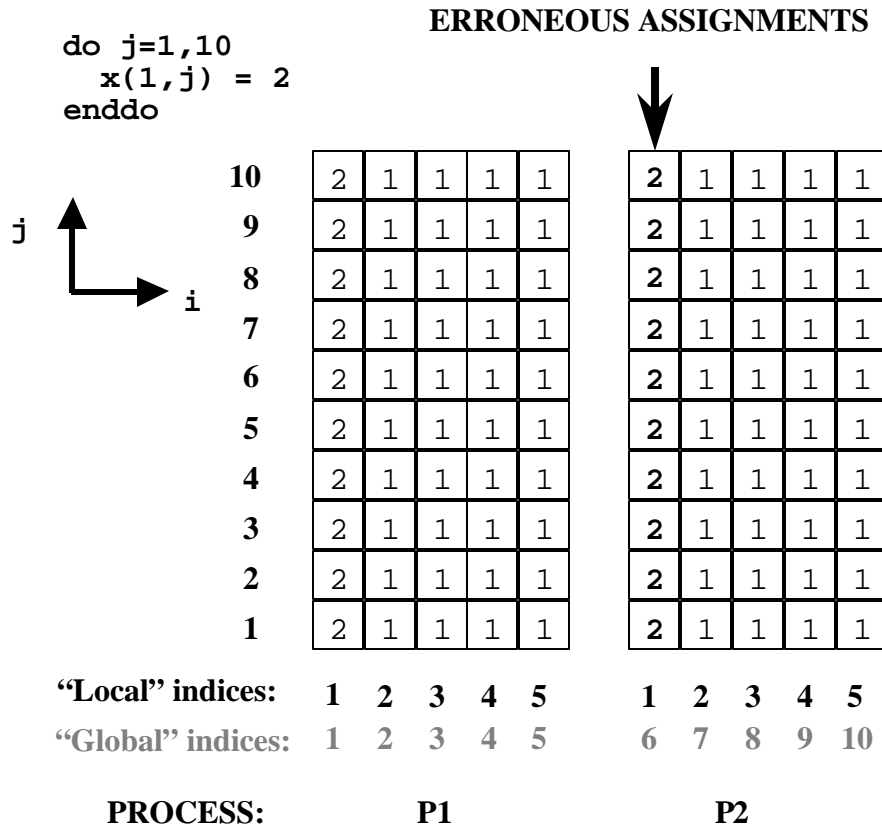 ERRONEOUS ASSIGNMENTS
do j=1,10
  x(1,j) = 2
enddo
10 2 1 1 1 1 2 1 1 1 1
j 9 2 1 1 1 1 2 1 1 1 1
8 2 1 1 1 1 2 1 1 1 1
i
7 2 1 1 1 1 2 1 1 1 1
6 2 1 1 1 1 2 1 1 1 1
5 2 1 1 1 1 2 1 1 1 1
4 2 1 1 1 1 2 1 1 1 1
3 2 1 1 1 1 2 1 1 1 1
2 2 1 1 1 1 2 1 1 1 1
1 2 1 1 1 1 2 1 1 1 1
“Local” indices: 1 2 3 4 5 1 2 3 4 5
“Global” indices: 1 2 3 4 5 6 7 8 9 10
PROCESS: P1 P2